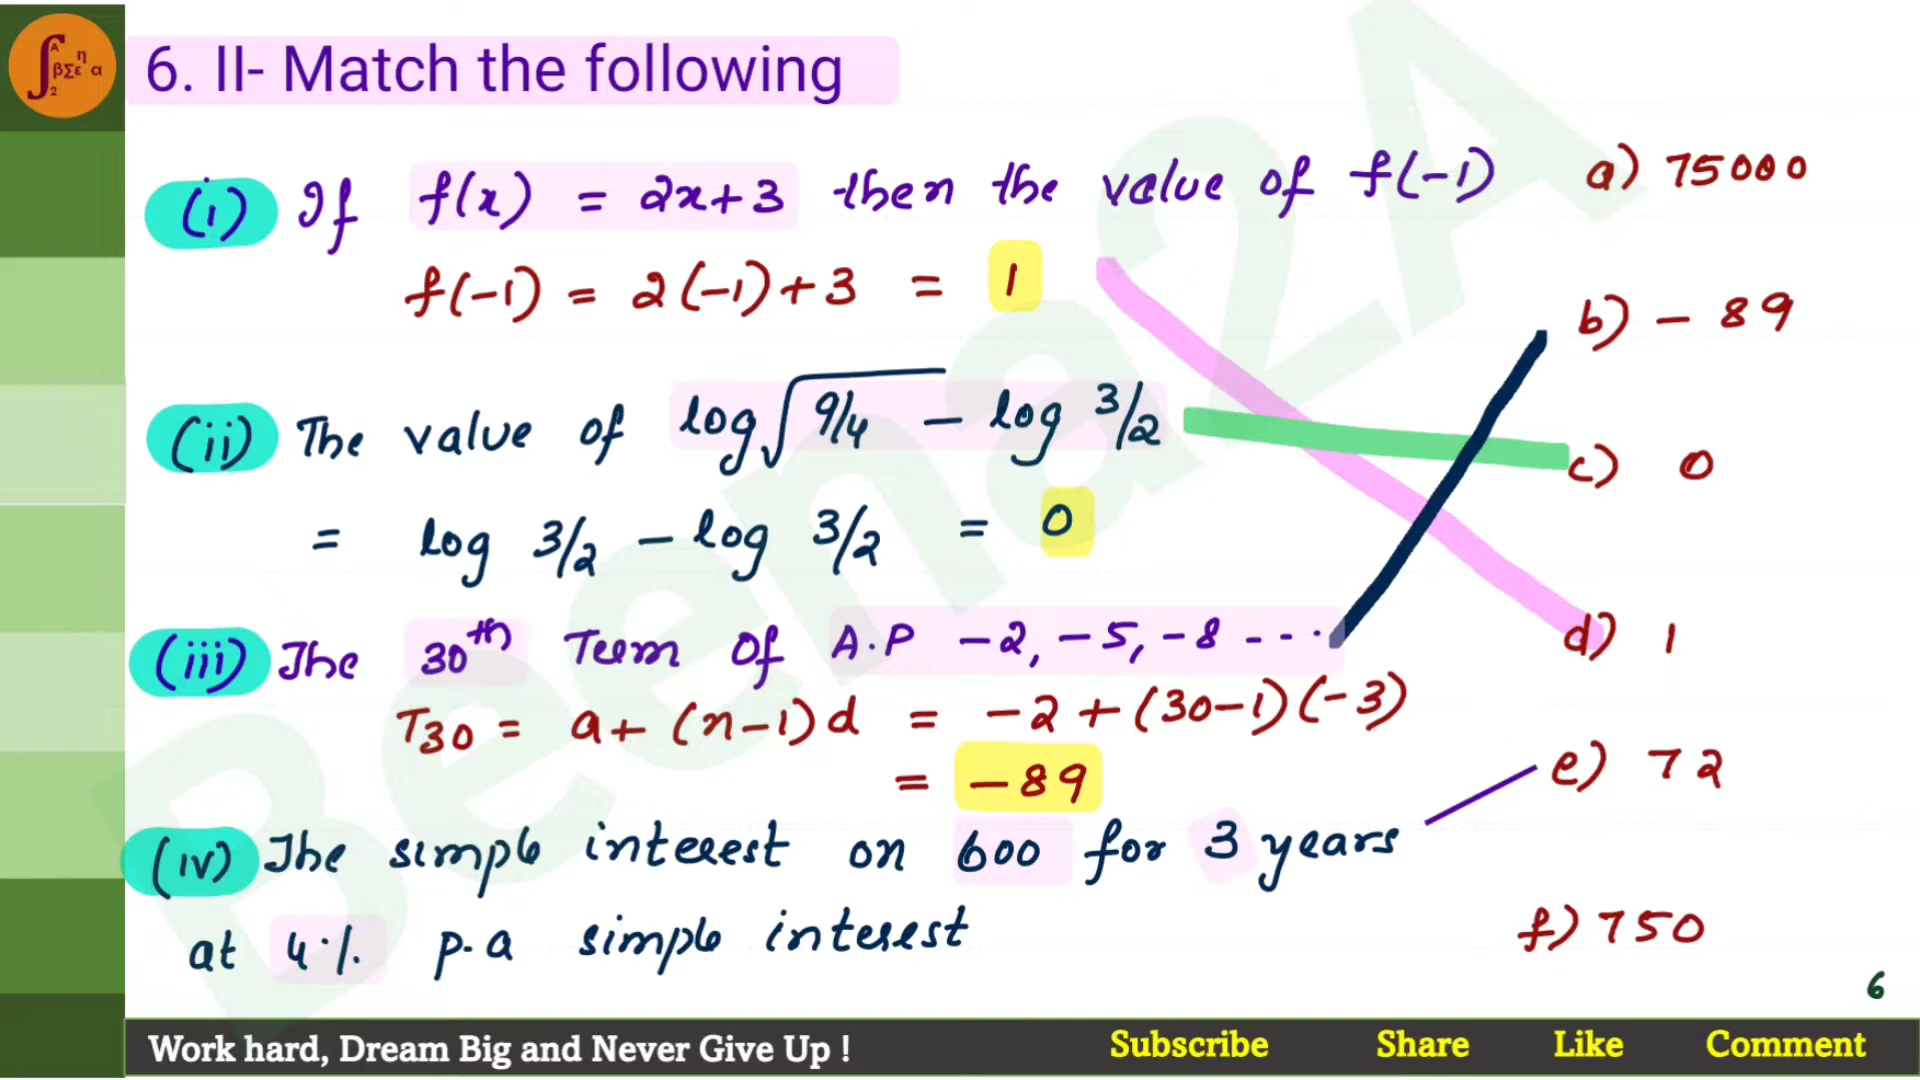 6. II- Match the following
(i) If f(x) = 2x+3 then the value of f(-1) a) 75000
f(-1) = 2(-1)+3 = 1
b) -89
(ii) The value of log√9/4 - log 3/2
c) 0
= log 3/2 - log 3/2 = 0
(iii) The 30th Term of A.P -2, -5, -8 ---- d) 1
T30 = a+(n-1)d = -2+(30-1)(-3)
= -89 e) 72
(iv) The simple interest on 600 for 3 years
at 4% p.a simple interest f) 750
6
Work hard, Dream Big and Never Give Up ! Subscribe Share Like Comment
Beena2A